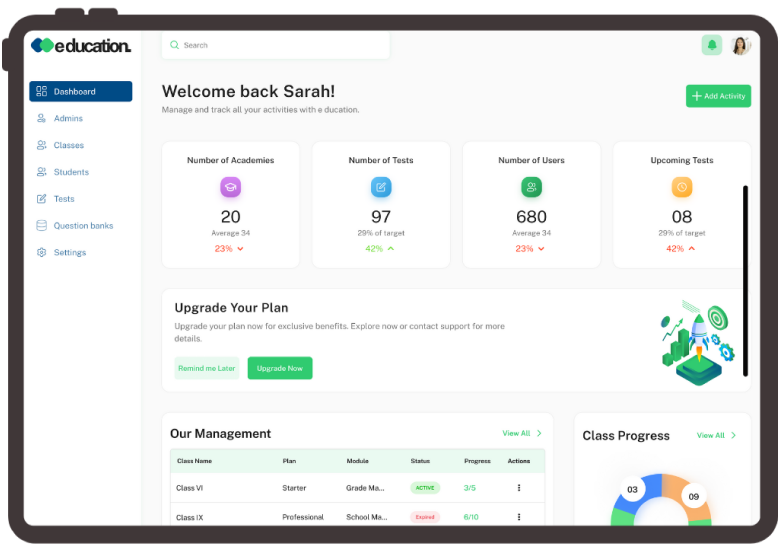 e ducation.
Search
Dashboard
Admins
Classes
Students
Tests
Question banks
Settings
Welcome back Sarah!
Manage and track all your activities with e ducation.
Add Activity
Number of Academies
20
Average 34
23%
Number of Tests
97
29% of target
42%
Number of Users
680
Average 34
23%
Upcoming Tests
08
29% of target
42%
Upgrade Your Plan
Upgrade your plan now for exclusive benefits. Explore now or contact support for more
details.
Remind me Later
Upgrade Now
Our Management
View All
Class Name Plan Module Status Progress Actions
Class VI Starter Grade Ma... ACTIVE 3/5
Class IX Professional School Ma... Expired 6/10
Class Progress
View All
03
09